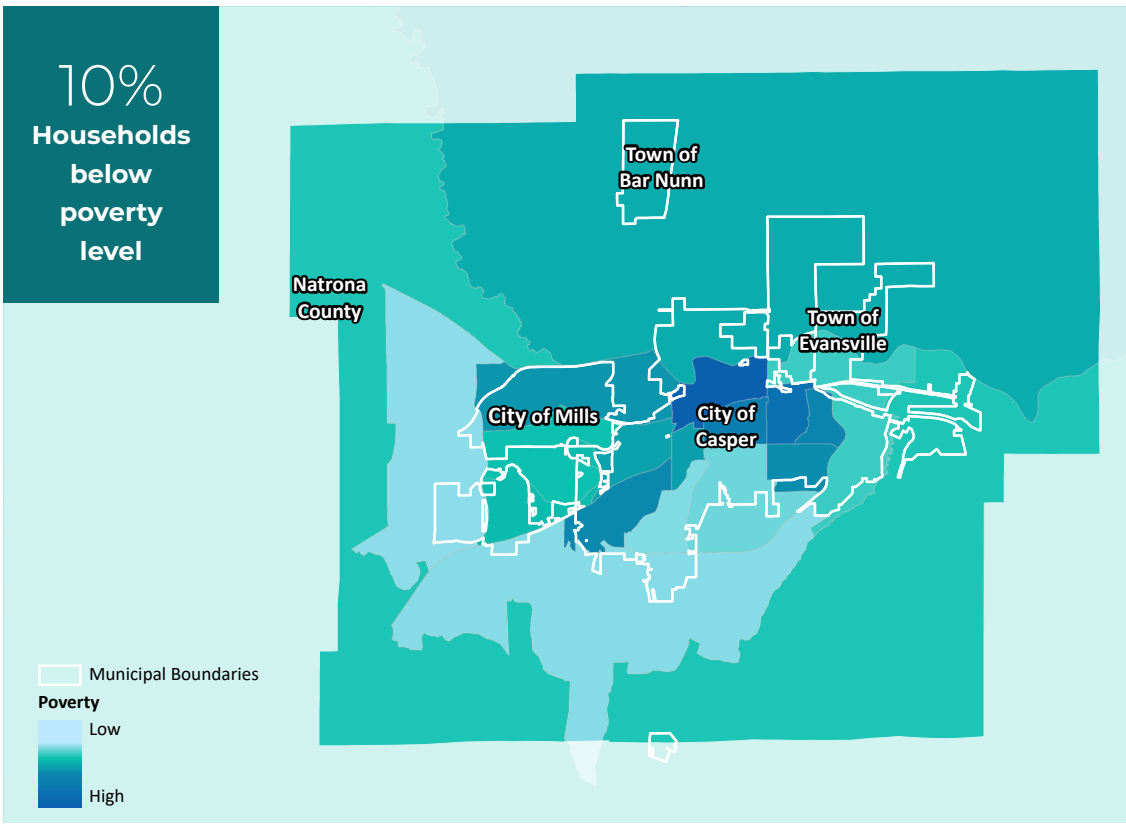 10%
Households
below
poverty
level
Town of
Bar Nunn
Natrona
County
Town of
Evansville
City of Mills
City of
Casper
Municipal Boundaries
Poverty
Low
High